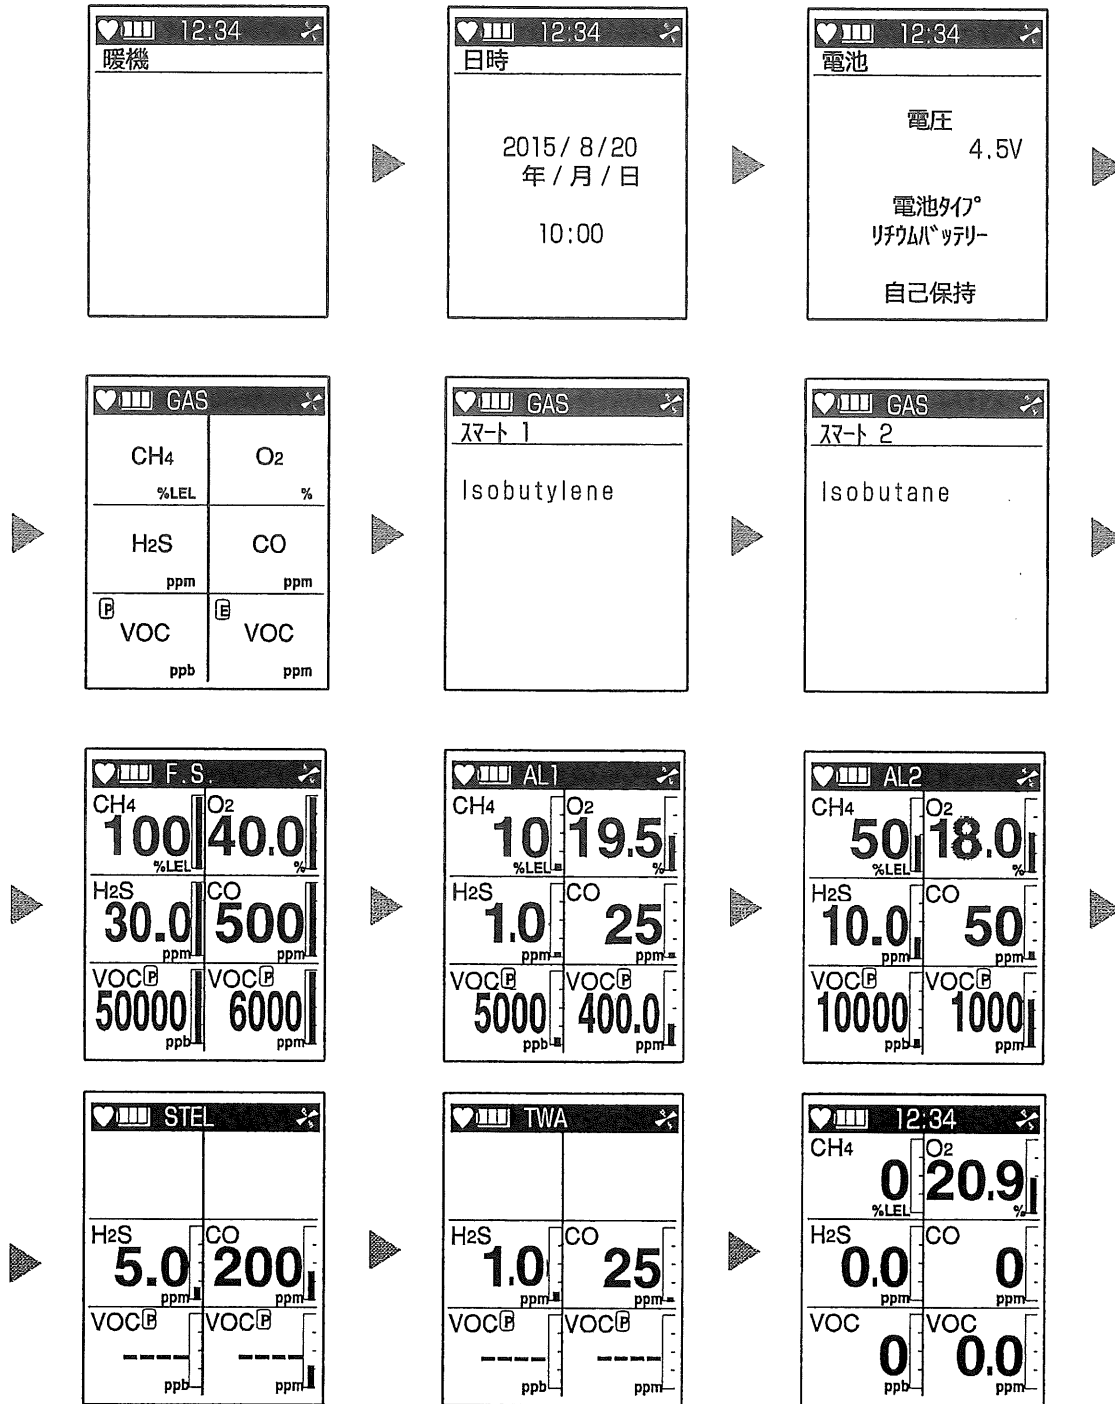 12:34
暖機
12:34
日時
2015/ 8/20
年 / 月 / 日
10:00
12:34
電池
電圧
4.5V
電池ﾀｲﾌﾟ
ﾘﾁｳﾑﾊﾞｯﾃﾘｰ
自己保持
GAS
CH4
%LEL
O2
%
H2S
ppm
CO
ppm
P
VOC
ppb
E
VOC
ppm
GAS
ｽﾏｰﾄ 1
Isobutylene
GAS
ｽﾏｰﾄ 2
Isobutane
F.S.
CH4
100
%LEL
O2
40.0
%
H2S
30.0
ppm
CO
500
ppm
VOC P
50000
ppb
VOC P
6000
ppm
AL1
CH4
10
%LEL
O2
19.5
%
H2S
1.0
ppm
CO
25
ppm
VOC P
5000
ppb
VOC P
400.0
ppm
AL2
CH4
50
%LEL
O2
18.0
%
H2S
10.0
ppm
CO
50
ppm
VOC P
10000
ppb
VOC P
1000
ppm
STEL
H2S
5.0
ppm
CO
200
ppm
VOC P
----
ppb
VOC P
----
ppm
TWA
H2S
1.0
ppm
CO
25
ppm
VOC P
----
ppb
VOC P
----
ppm
12:34
CH4
0
%LEL
O2
20.9
%
H2S
0.0
ppm
CO
0
ppm
VOC
0
ppb
VOC
0.0
ppm